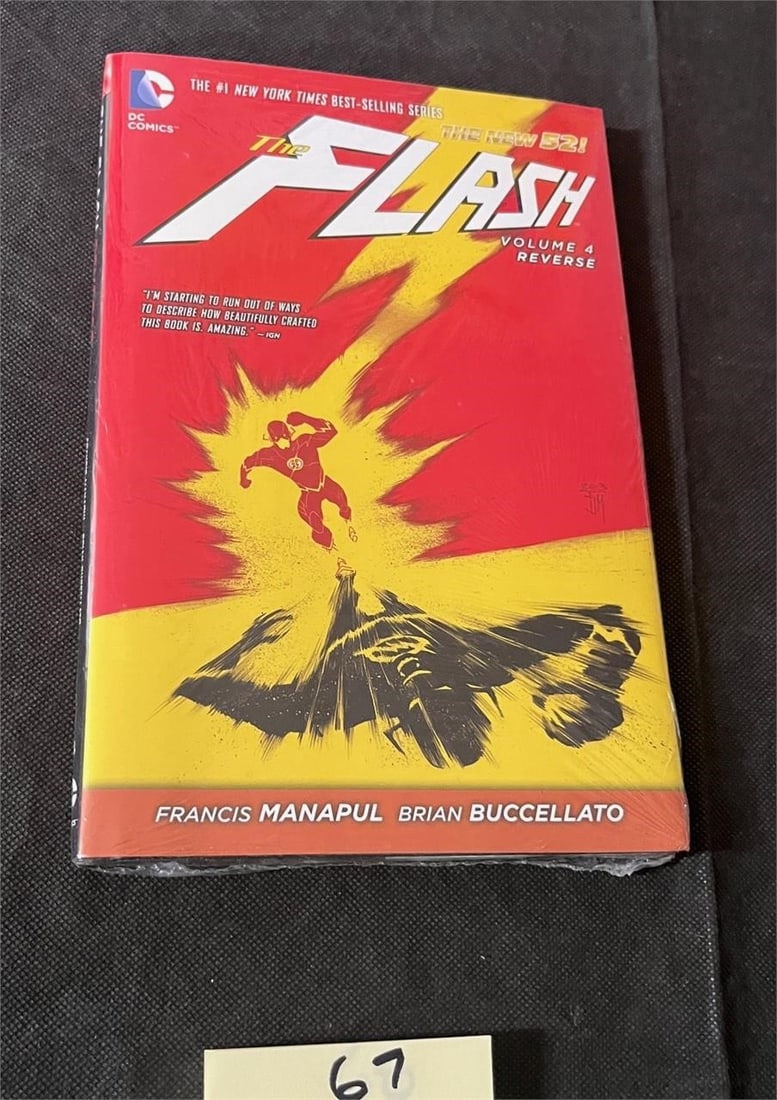 THE #1 NEW YORK TIMES BEST-SELLING SERIES
DC
COMICS™
THE NEW 52!
The
FLASH
VOLUME 4
REVERSE
"I'M STARTING TO RUN OUT OF WAYS
TO DESCRIBE HOW BEAUTIFULLY CRAFTED
THIS BOOK IS. AMAZING." —IGN
FRANCIS MANAPUL BRIAN BUCCELLATO
67